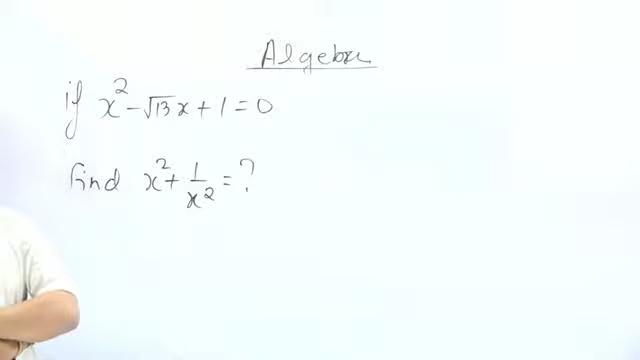 Algebra
if x² - √13x + 1 = 0
find x² + 1/x² = ?